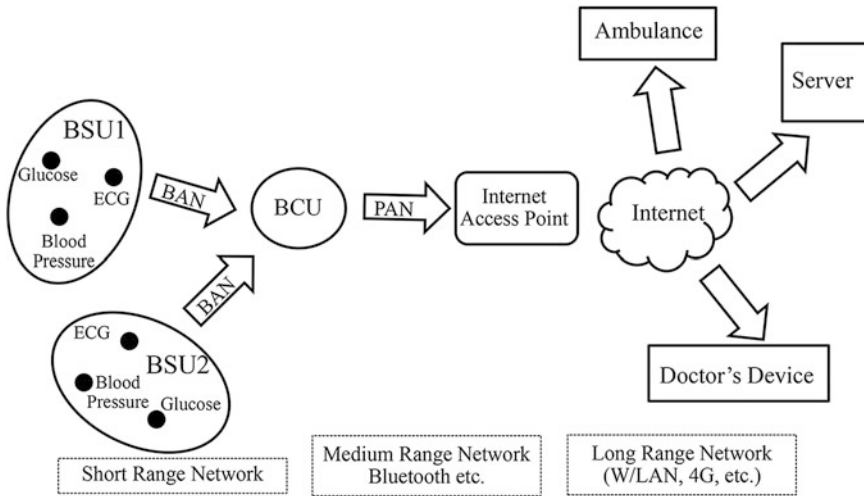 Ambulance
Server
BSU1
Glucose
ECG
Blood
Pressure
BAN
BCU
PAN
Internet
Access Point
Internet
BAN
ECG
BSU2
Blood
Pressure
Glucose
Doctor's Device
Short Range Network
Medium Range Network
Bluetooth etc.
Long Range Network
(W/LAN, 4G, etc.)